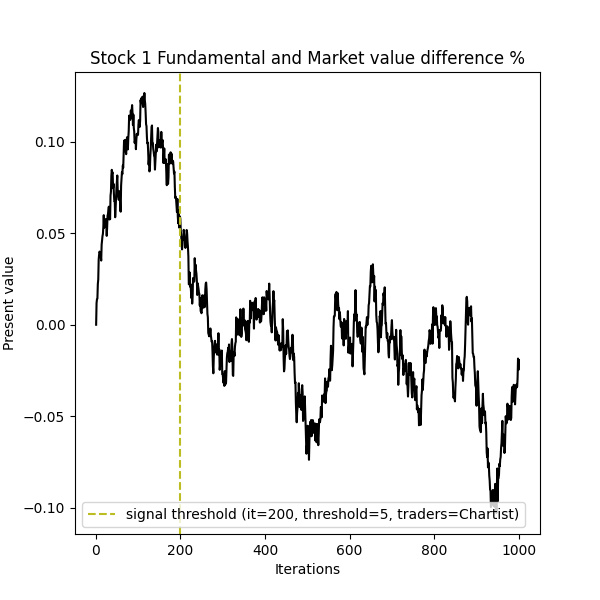 Stock 1 Fundamental and Market value difference %
0.10
0.05
0.00
−0.05
−0.10
Present value
signal threshold (it=200, threshold=5, traders=Chartist)
0 200 400 600 800 1000
Iterations